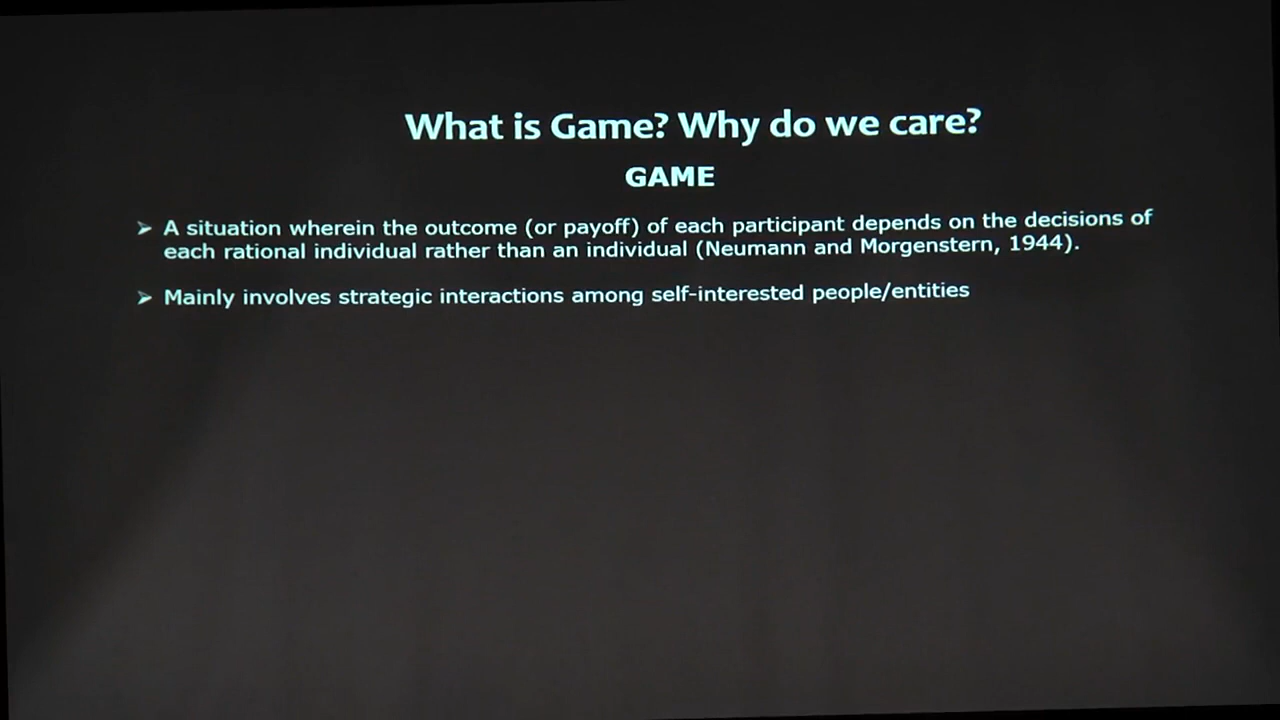 What is Game? Why do we care?
GAME
➢ A situation wherein the outcome (or payoff) of each participant depends on the decisions of
each rational individual rather than an individual (Neumann and Morgenstern, 1944).
➢ Mainly involves strategic interactions among self-interested people/entities